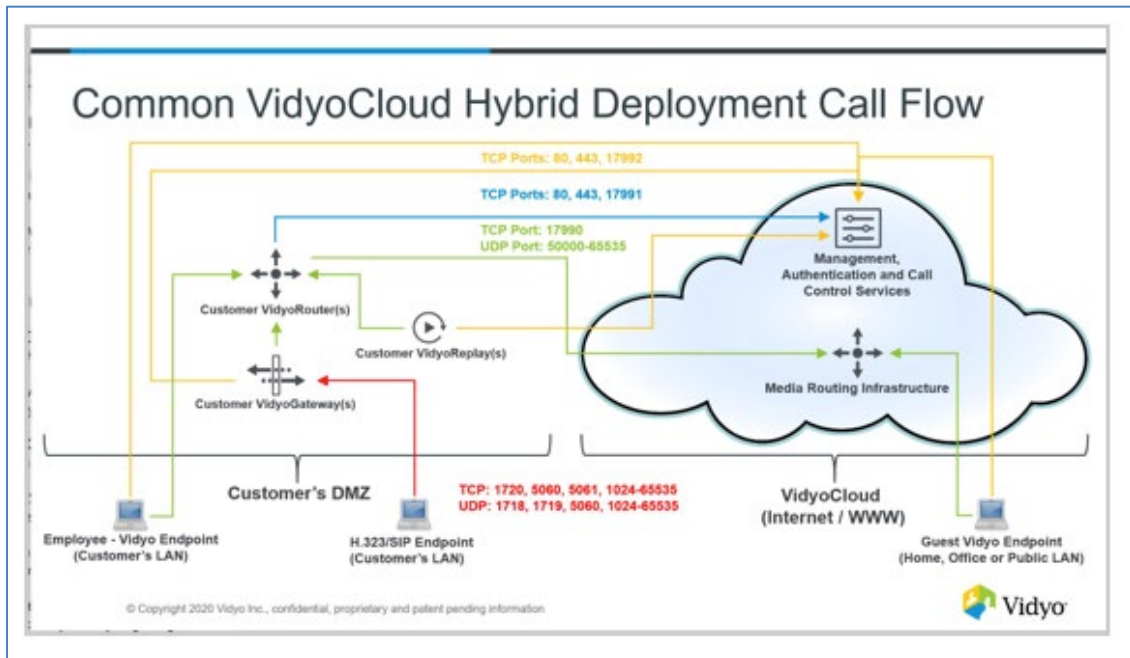 Common VidyoCloud Hybrid Deployment Call Flow
TCP Ports: 80, 443, 17992
TCP Ports: 80, 443, 17991
TCP Port: 17990
UDP Port: 50000-65535
Management,
Authentication and Call
Control Services
Customer VidyoRouter(s)
Customer VidyoReplay(s)
Media Routing Infrastructure
Customer VidyoGateway(s)
Customer's DMZ
TCP: 1720, 5060, 5061, 1024-65535
UDP: 1718, 1719, 5060, 1024-65535
VidyoCloud
(Internet / WWW)
Employee - Vidyo Endpoint
(Customer's LAN)
H.323/SIP Endpoint
(Customer's LAN)
Guest Vidyo Endpoint
(Home, Office or Public LAN)
© Copyright 2020 Vidyo Inc., confidential, proprietary and patent pending information
Vidyo